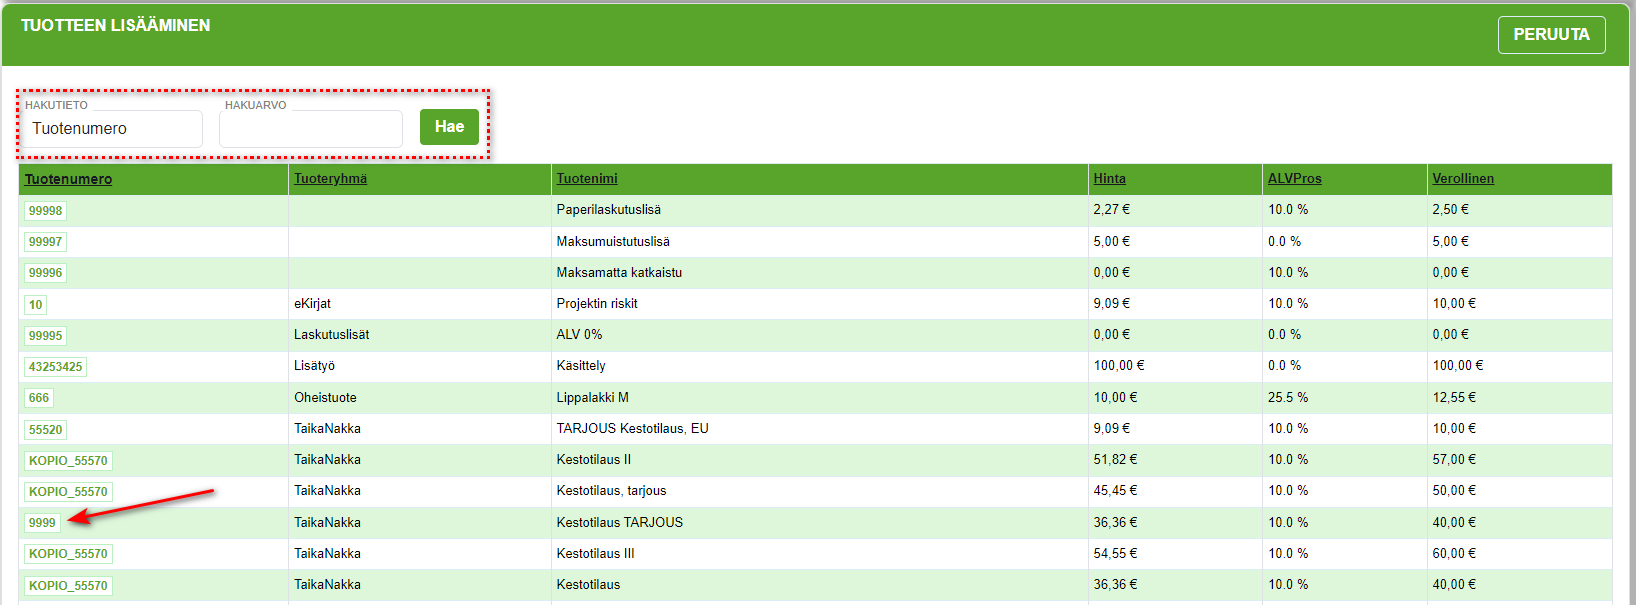 TUOTTEEN LISÄÄMINEN
PERUUTA
HAKUTIETO HAKUARVO
Tuotenumero Hae
Tuotenumero Tuoteryhmä Tuotenimi Hinta ALVPros Verollinen
99998 Paperilaskutuslisä 2,27 € 10.0 % 2,50 €
99997 Maksumuistutuslisä 5,00 € 0.0 % 5,00 €
99996 Maksamatta katkaistu 0,00 € 10.0 % 0,00 €
10 eKirjat Projektin riskit 9,09 € 10.0 % 10,00 €
99995 Laskutuslisät ALV 0% 0,00 € 0.0 % 0,00 €
43253425 Lisätyö Käsittely 100,00 € 0.0 % 100,00 €
666 Oheistuote Lippalakki M 10,00 € 25.5 % 12,55 €
55520 TaikaNakka TARJOUS Kestotilaus, EU 9,09 € 10.0 % 10,00 €
KOPIO_55570 TaikaNakka Kestotilaus II 51,82 € 10.0 % 57,00 €
KOPIO_55570 TaikaNakka Kestotilaus, tarjous 45,45 € 10.0 % 50,00 €
9999 TaikaNakka Kestotilaus TARJOUS 36,36 € 10.0 % 40,00 €
KOPIO_55570 TaikaNakka Kestotilaus III 54,55 € 10.0 % 60,00 €
KOPIO_55570 TaikaNakka Kestotilaus 36,36 € 10.0 % 40,00 €